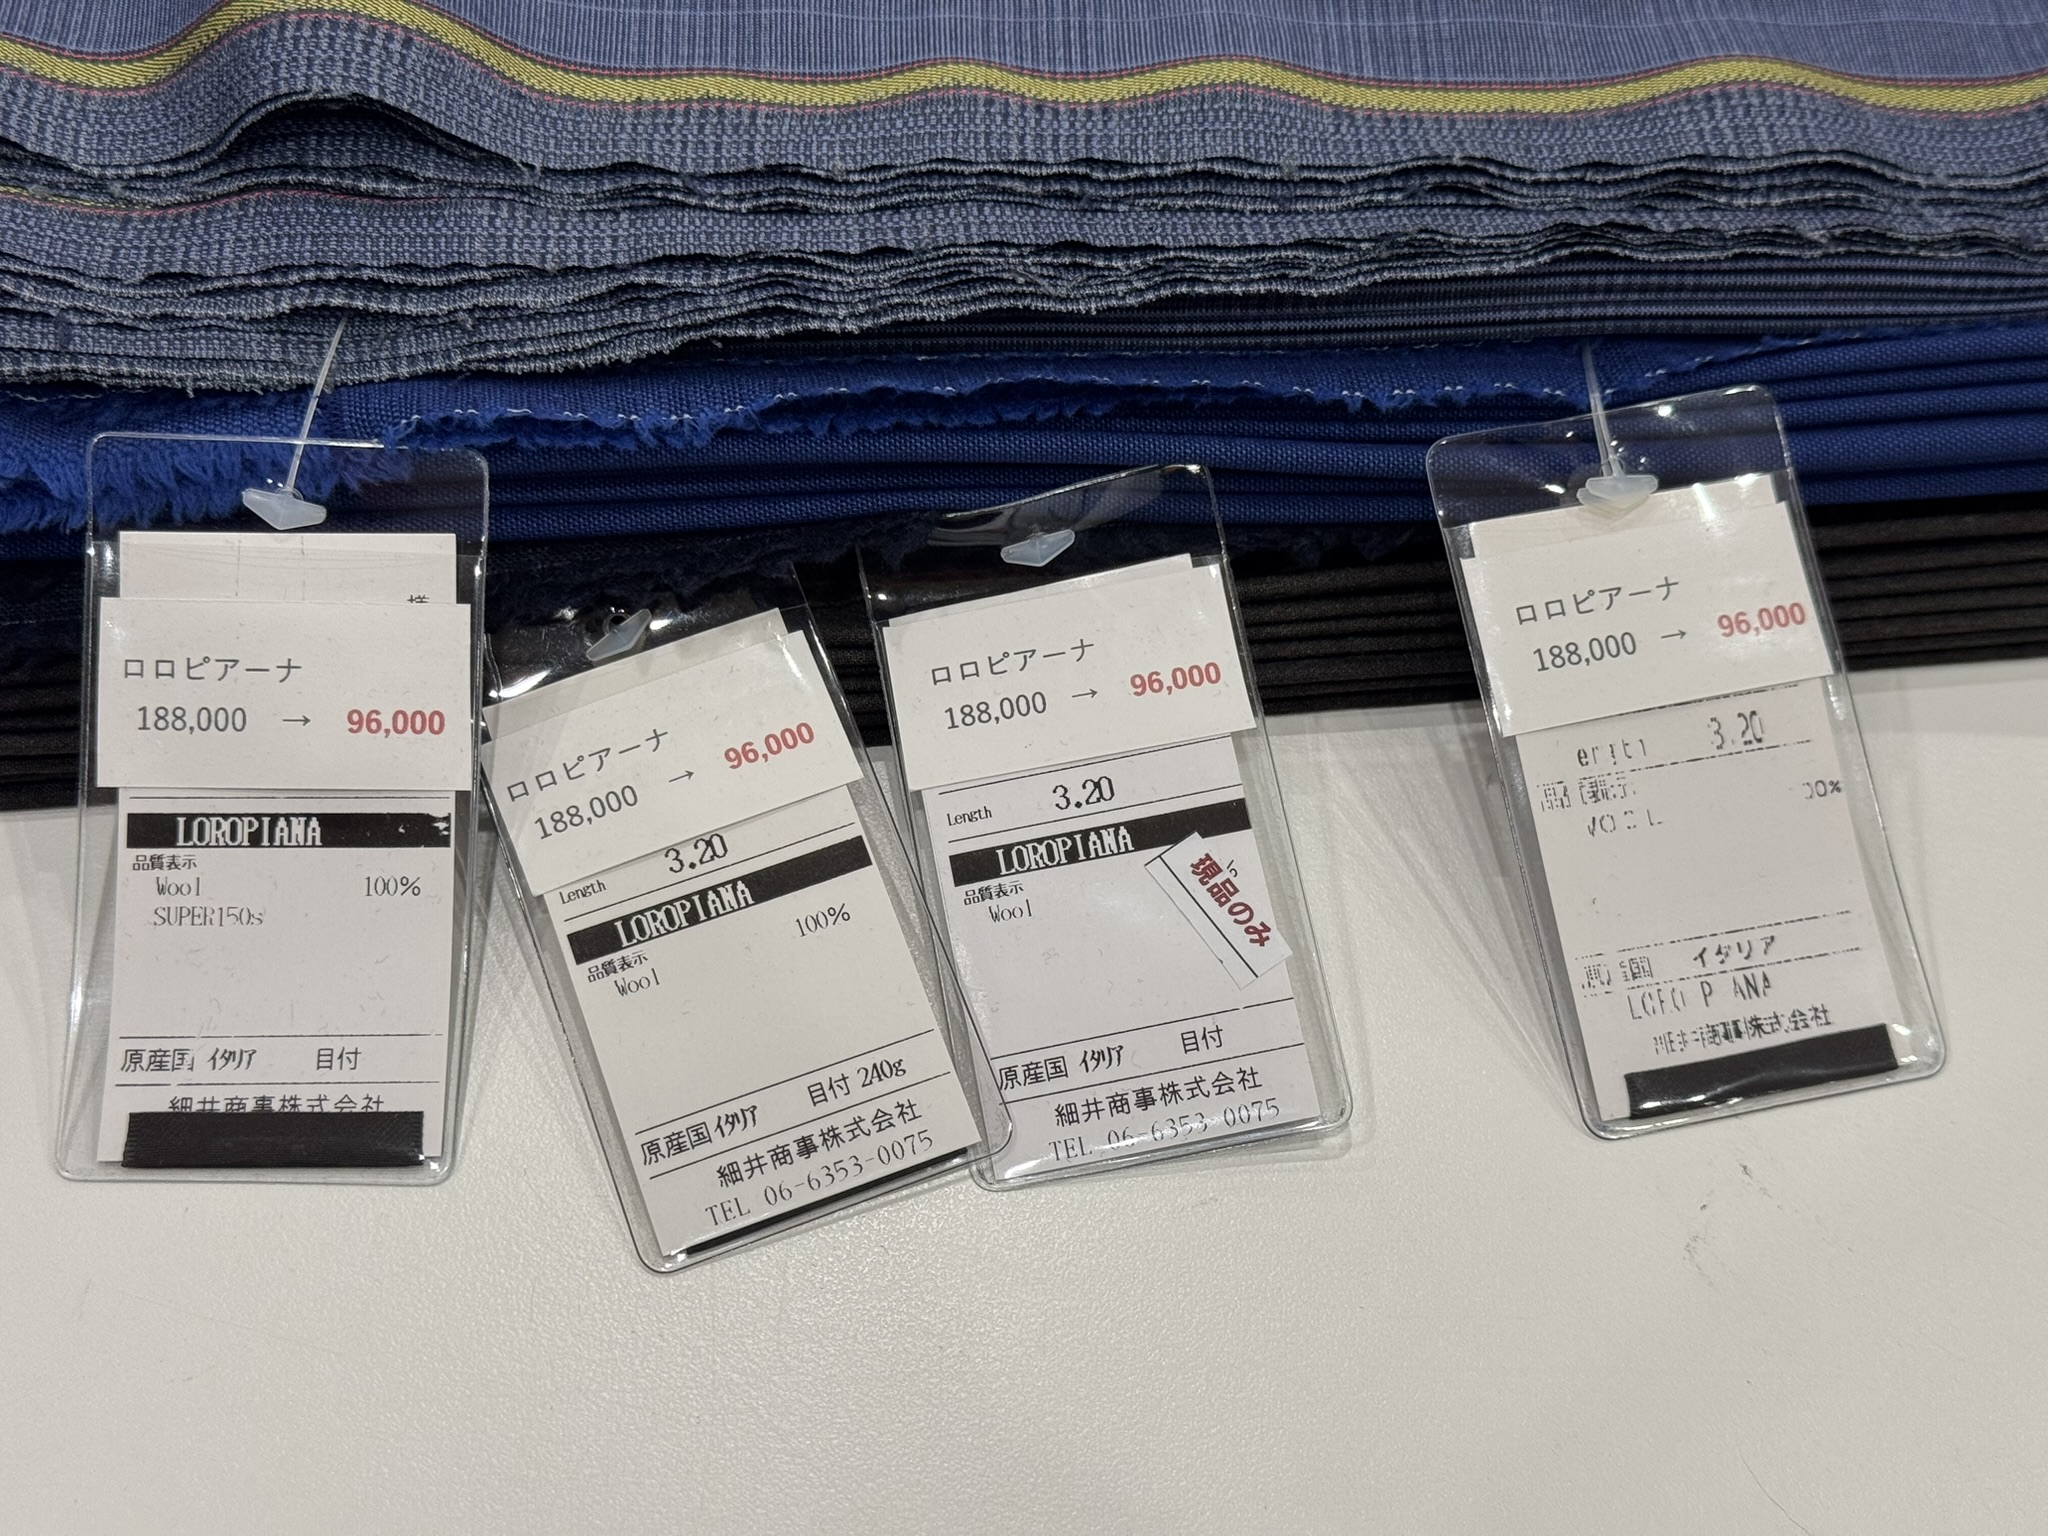 様
ロロピアーナ
188,000 → 96,000
LOROPIANA
品質表示
Wool 100%
SUPER150s
原産国 イタリア 目付
細井商事株式会社
ロロピアーナ
188,000 → 96,000
Length 3.20
LOROPIANA
品質表示
Wool 100%
原産国 イタリア 目付 240g
細井商事株式会社
TEL 06-6353-0075
ロロピアーナ
188,000 → 96,000
Length 3.20
LOROPIANA
品質表示
Wool
現品のみ
原産国 イタリア 目付
細井商事株式会社
TEL 06-6353-0075
ロロピアーナ
188,000 → 96,000
3.20
イタリア
株式会社